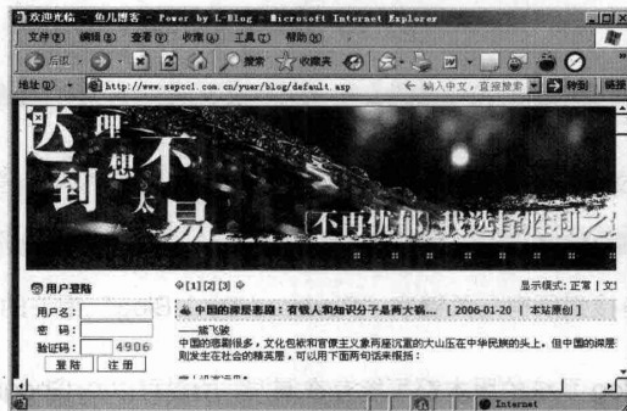 欢迎光临 - 鱼儿博客 - Power by L-Blog - Microsoft Internet Explorer
文件(F) 编辑(E) 查看(V) 收藏(A) 工具(T) 帮助(H)
后退 搜索 收藏夹
地址(D) http://www.sepccl.com.cn/yuer/blog/default.asp ← 输入中文，直接搜索 转到 链接
达到理想不太易
[不再忧郁] 我选择胜利之
用户登陆
用户名：
密 码：
验证码： 4906
登陆 注册
[1] [2] [3]
显示模式: 正常 |
中国的深层悲剧：有钱人和知识分子是两大祸... [ 2006-01-20 | 本站原创 ]
中国的悲剧很多，文化包袱和官僚主义象两座沉重的大山压在中华民族的头上。但中国的深层
则发生在社会的精英层，可以用下面两句话来概括：
Internet